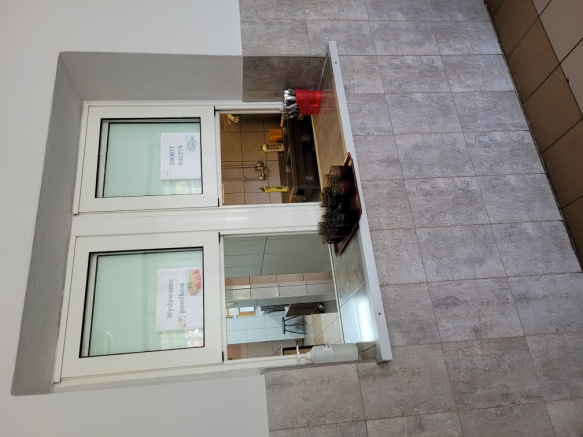 Wydawanie
posiłków
ZWROT
NACZYŃ